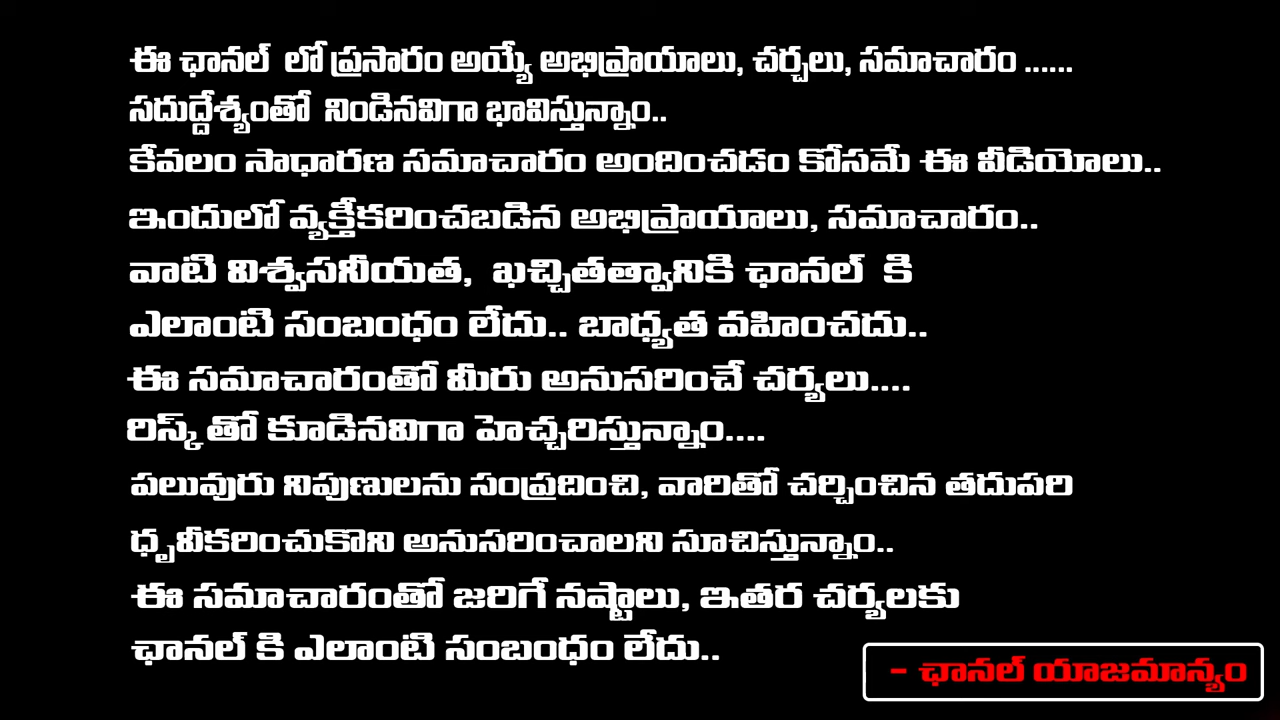 ఈ ఛానల్ లో ప్రసారం అయ్యే అభిప్రాయాలు, చర్చలు, సమాచారం ......
సదుద్దేశ్యంతో నిండినవిగా భావిస్తున్నాం..
కేవలం సాధారణ సమాచారం అందించడం కోసమే ఈ వీడియోలు..
ఇందులో వ్యక్తీకరించబడిన అభిప్రాయాలు, సమాచారం..
వాటి విశ్వసనీయత, ఖచ్చితత్వానికి ఛానల్ కి
ఎలాంటి సంబంధం లేదు.. బాధ్యత వహించదు..
ఈ సమాచారంతో మీరు అనుసరించే చర్యలు....
రిస్క్ తో కూడినవిగా హెచ్చరిస్తున్నాం....
పలువురు నిపుణులను సంప్రదించి, వారితో చర్చించిన తదుపరి
ధృవీకరించుకొని అనుసరించాలని సూచిస్తున్నాం..
ఈ సమాచారంతో జరిగే నష్టాలు, ఇతర చర్యలకు
ఛానల్ కి ఎలాంటి సంబంధం లేదు..
- ఛానల్ యాజమాన్యం